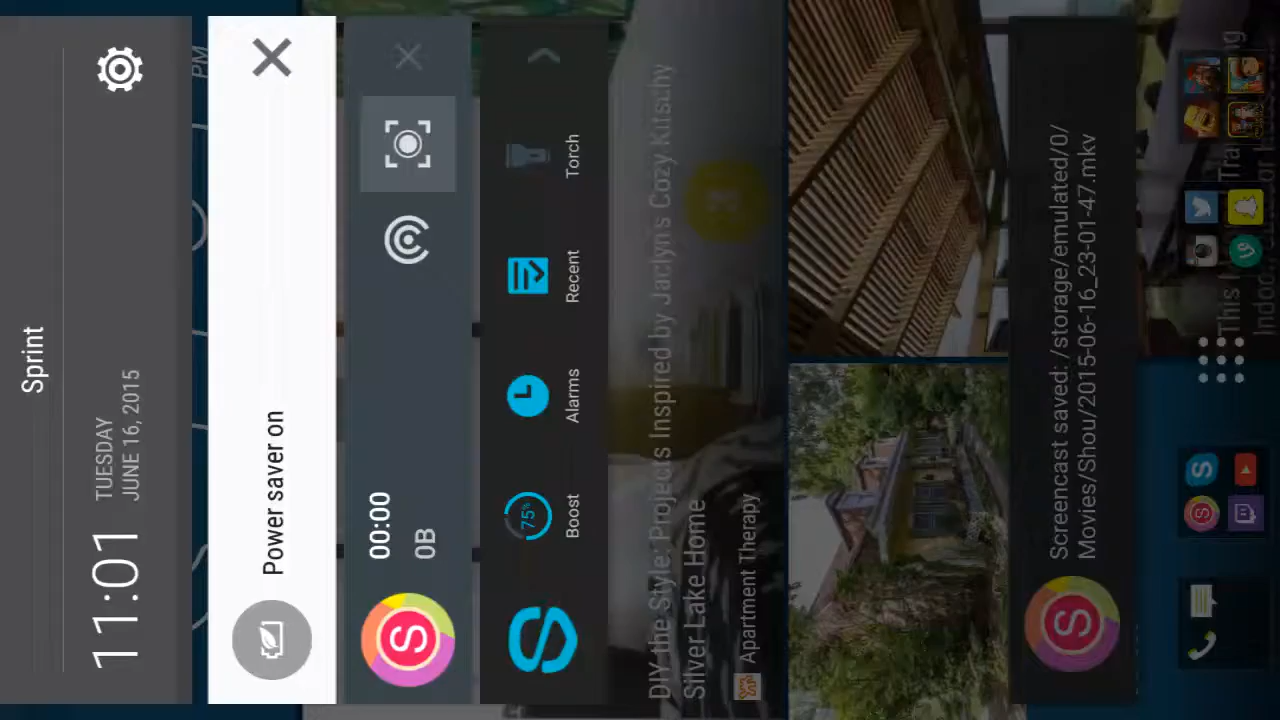 Sprint
11:01
TUESDAY
JUNE 16, 2015
PM
Power saver on
00:00
0B
75%
Boost
Alarms
Recent
Torch
DIY the Style: Projects Inspired by Jaclyn's Cozy Kitschy
Silver Lake Home
Apartment Therapy
Screencast saved: /storage/emulated/0/
Movies/Shou/2015-06-16_23-01-47.mkv
This